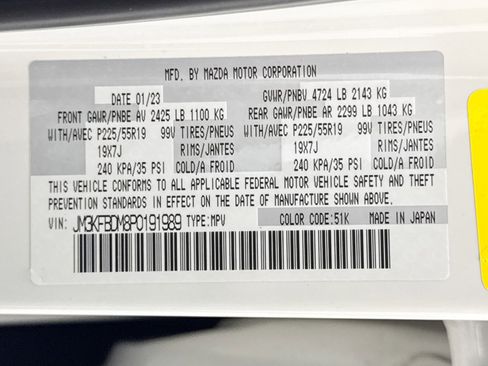 MFD. BY MAZDA MOTOR CORPORATION
DATE 01/23 GVWR/PNBV 4724 LB 2143 KG
FRONT GAWR/PNBE AV 2425 LB 1100 KG REAR GAWR/PNBE AR 2299 LB 1043 KG
WITH/AVEC P225/55R19 99V TIRES/PNEUS WITH/AVEC P225/55R19 99V TIRES/PNEUS
19X7J RIMS/JANTES 19X7J RIMS/JANTES
240 KPA/35 PSI COLD/A FROID 240 KPA/35 PSI COLD/A FROID
THIS VEHICLE CONFORMS TO ALL APPLICABLE FEDERAL MOTOR VEHICLE SAFETY AND THEFT
PREVENTION STANDARDS IN EFFECT ON THE DATE OF MANUFACTURE SHOWN ABOVE.
VIN: JM3KFBDM8P0191989 TYPE:MPV COLOR CODE:51K MADE IN JAPAN